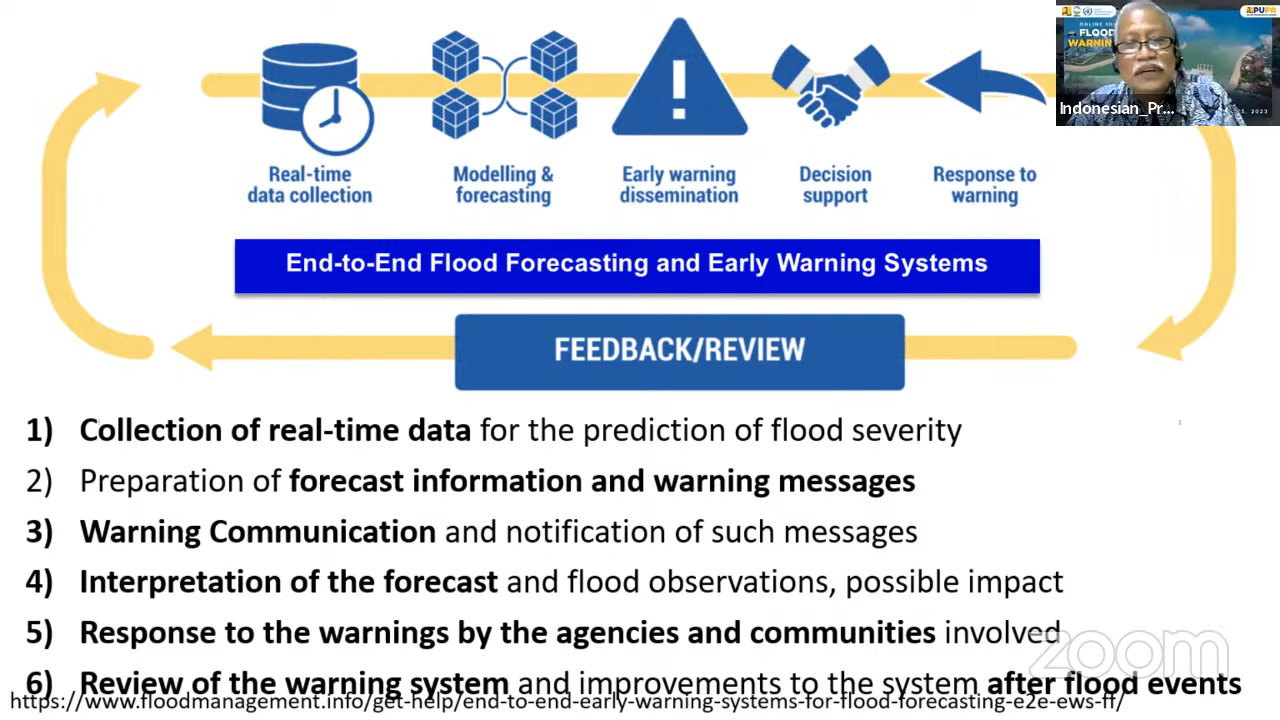 Real-time
data collection
Modelling &
forecasting
Early warning
dissemination
Decision
support
Response to
warning
ONLINE
FLOOD
WARNIN
PUPR
2023
Indonesian_Pr...
End-to-End Flood Forecasting and Early Warning Systems
FEEDBACK/REVIEW
1) Collection of real-time data for the prediction of flood severity
2) Preparation of forecast information and warning messages
3) Warning Communication and notification of such messages
4) Interpretation of the forecast and flood observations, possible impact
5) Response to the warnings by the agencies and communities involved
zoom
6) Review of the warning system and improvements to the system after flood events
https://www.floodmanagement.info/get-help/end-to-end-early-warning-systems-for-flood-forecasting-e2e-ews-ff/